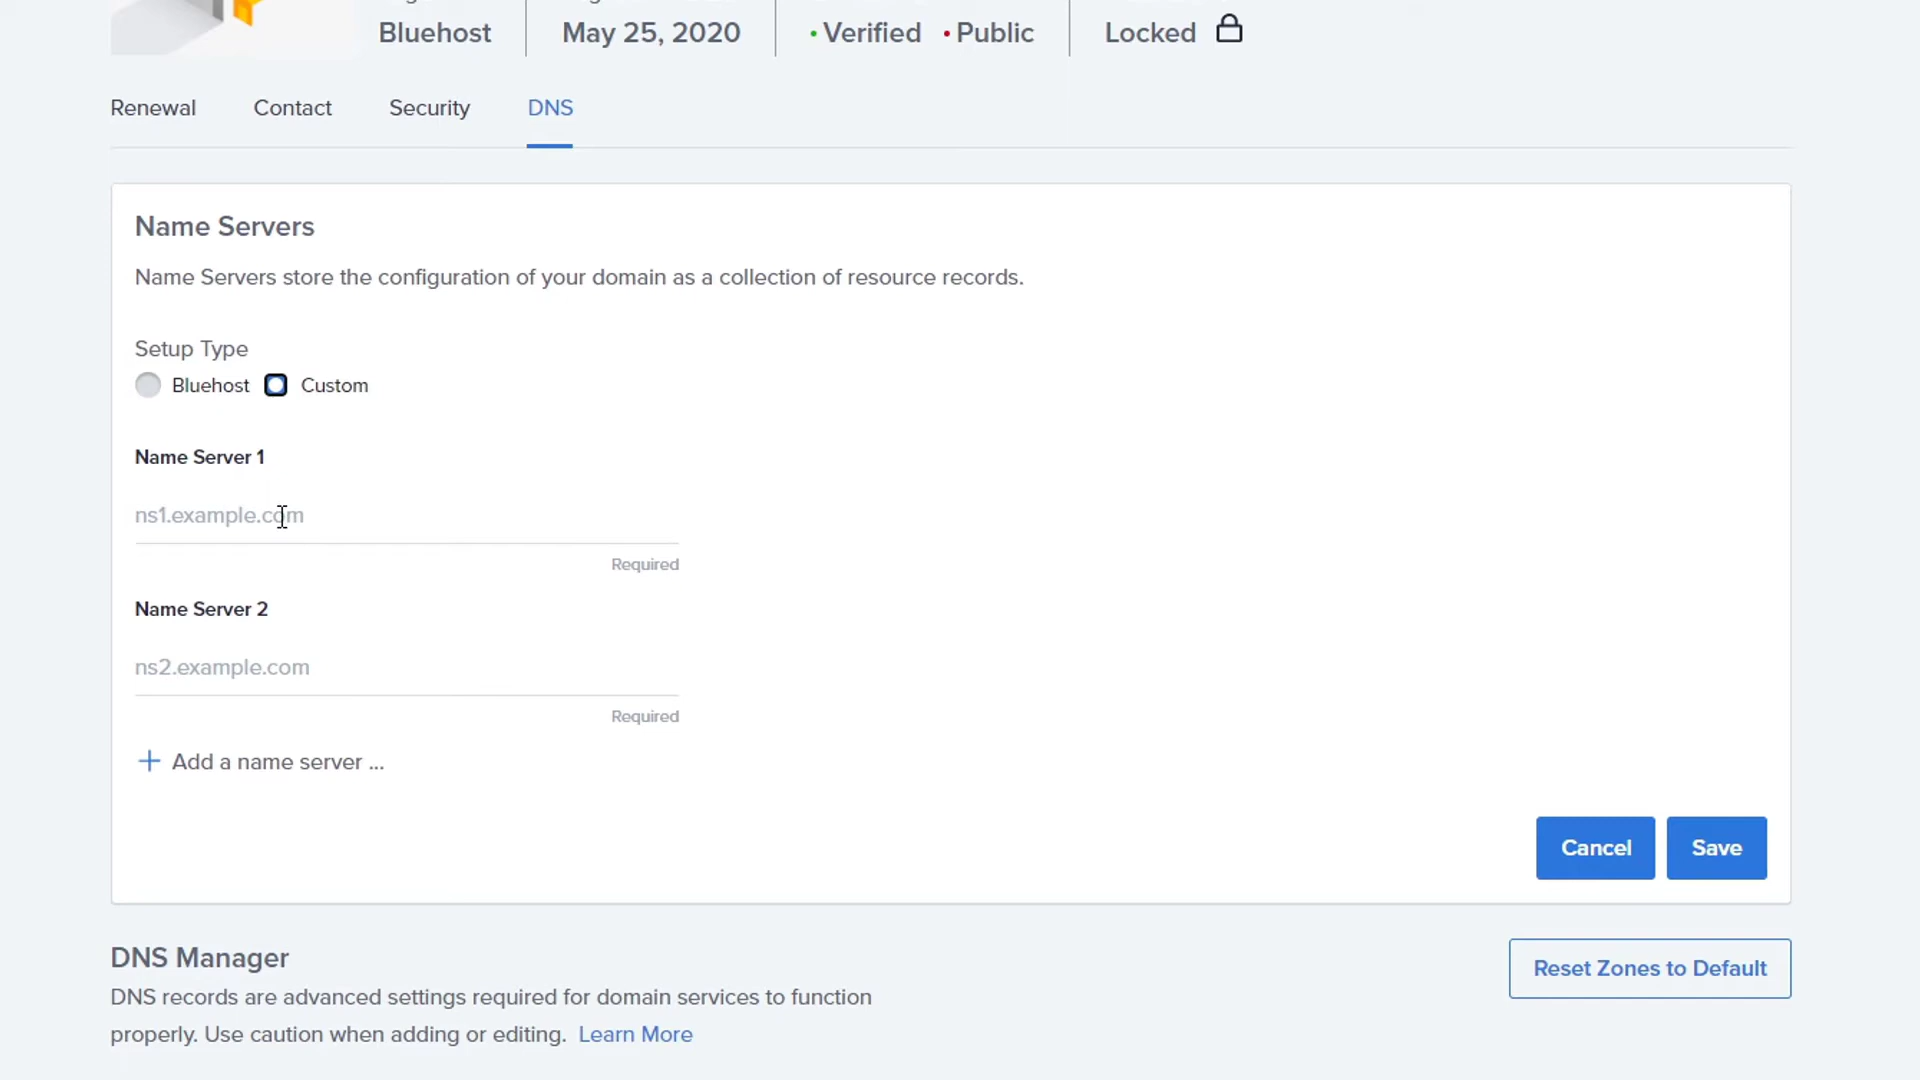 Bluehost May 25, 2020 • Verified • Public Locked
Renewal Contact Security DNS
Name Servers
Name Servers store the configuration of your domain as a collection of resource records.
Setup Type
Bluehost Custom
Name Server 1
ns1.example.com
Required
Name Server 2
ns2.example.com
Required
+ Add a name server ...
Cancel Save
DNS Manager
Reset Zones to Default
DNS records are advanced settings required for domain services to function
properly. Use caution when adding or editing. Learn More